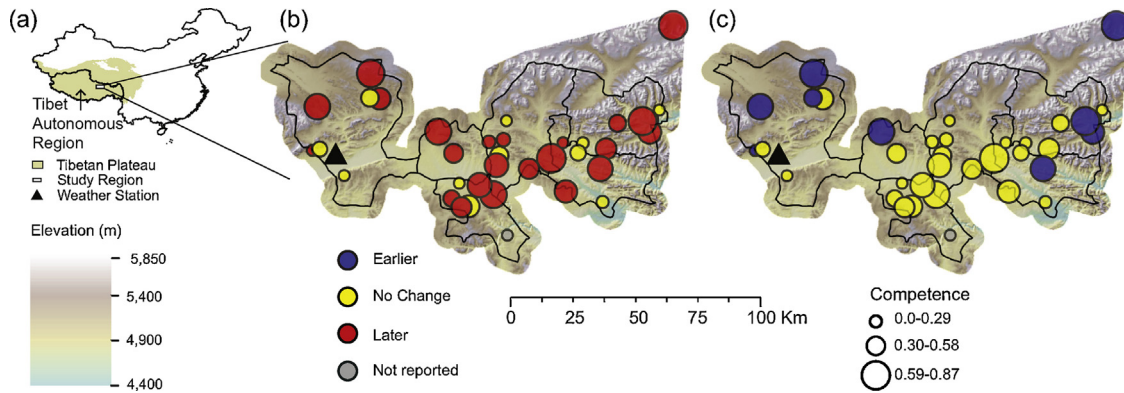 (a)
(b)
(c)
Tibet
Autonomous
Region
Tibetan Plateau
Study Region
Weather Station
Elevation (m)
5,850
5,400
4,900
4,400
Earlier
No Change
Later
Not reported
0 25 50 75 100 Km
Competence
0.0-0.29
0.30-0.58
0.59-0.87